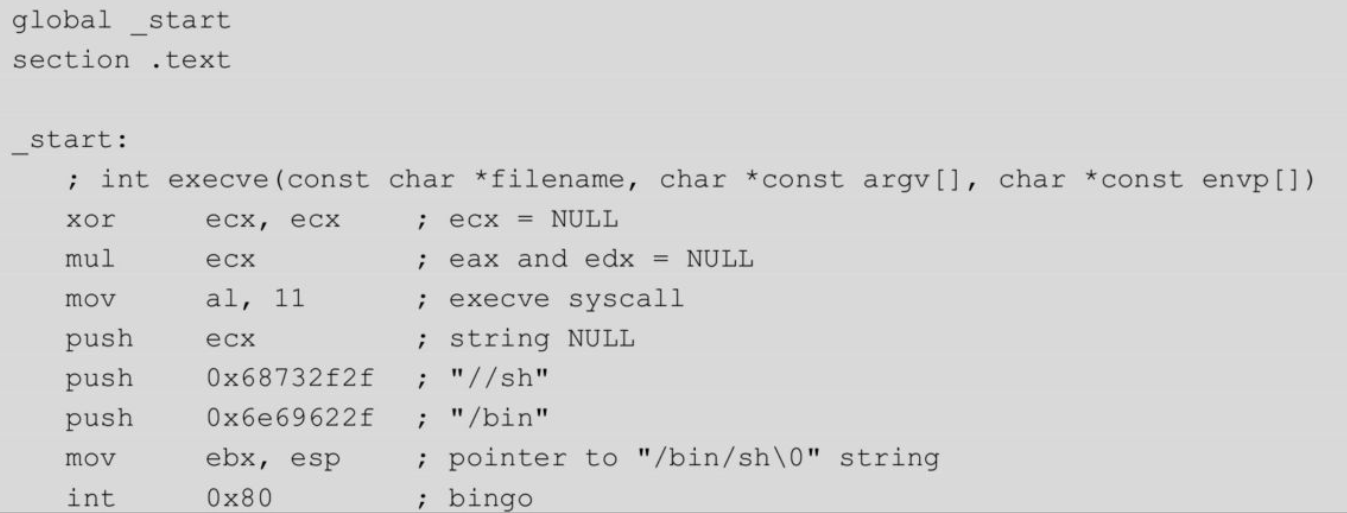 global _start
section .text
_start:
; int execve(const char *filename, char *const argv[], char *const envp[])
xor ecx, ecx ; ecx = NULL
mul ecx ; eax and edx = NULL
mov al, 11 ; execve syscall
push ecx ; string NULL
push 0x68732f2f ; "//sh"
push 0x6e69622f ; "/bin"
mov ebx, esp ; pointer to "/bin/sh\0" string
int 0x80 ; bingo